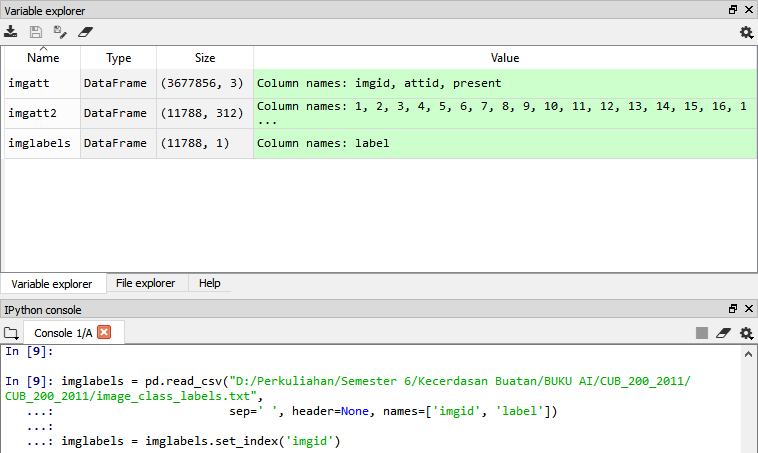 Variable explorer
Name Type Size Value
imgatt DataFrame (3677856, 3) Column names: imgid, attid, present
imgatt2 DataFrame (11788, 312) Column names: 1, 2, 3, 4, 5, 6, 7, 8, 9, 10, 11, 12, 13, 14, 15, 16, 1
...
imglabels DataFrame (11788, 1) Column names: label
Variable explorer File explorer Help
IPython console
Console 1/A
In [9]:
In [9]: imglabels = pd.read_csv("D:/Perkuliahan/Semester 6/Kecerdasan Buatan/BUKU AI/CUB_200_2011/
CUB_200_2011/image_class_labels.txt",
...: sep=' ', header=None, names=['imgid', 'label'])
...:
...: imglabels = imglabels.set_index('imgid')